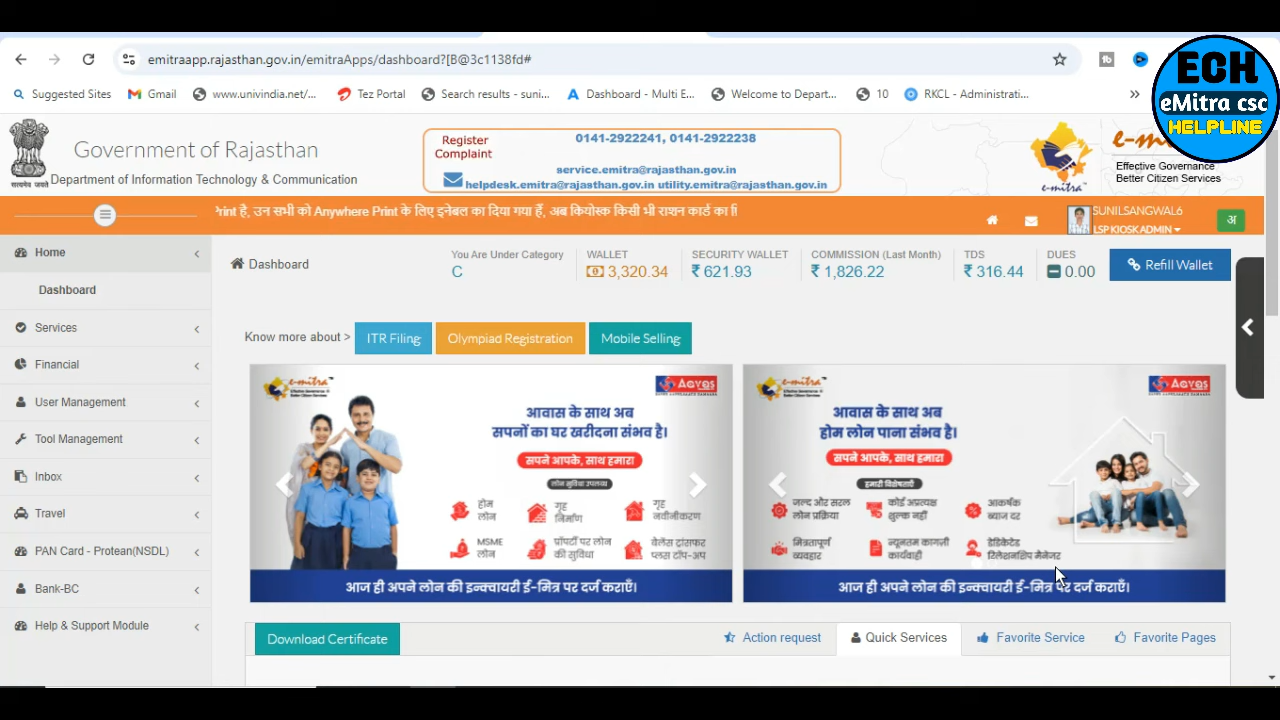 emitraapp.rajasthan.gov.in/emitraApps/dashboard?[B@3c1138fd#
ECH
eMitra csc
HELPLINE
Suggested Sites
Gmail
www.univindia.net/...
Tez Portal
Search results - suni...
Dashboard - Multi E...
Welcome to Depart...
10
RKCL - Administrati...
सत्यमेव जयते
Government of Rajasthan
Department of Information Technology & Communication
Register Complaint
0141-2922241, 0141-2922238
service.emitra@rajasthan.gov.in
helpdesk.emitra@rajasthan.gov.in utility.emitra@rajasthan.gov.in
e-mitra
Effective Governance
Better Citizen Services
Print है, उन सभी को Anywhere Print के लिए इनेबल का दिया गया हैँ, अब कियोस्क किसी भी राशन कार्ड का
SUNILSANGWAL6
LSP KIOSK ADMIN
अ
Home
Dashboard
Services
Financial
User Management
Tool Management
Inbox
Travel
PAN Card - Protean(NSDL)
Bank-BC
Help & Support Module
Dashboard
You Are Under Category
C
WALLET
3,320.34
SECURITY WALLET
₹ 621.93
COMMISSION (Last Month)
₹ 1,826.22
TDS
₹ 316.44
DUES
0.00
Refill Wallet
Know more about >
ITR Filing
Olympiad Registration
Mobile Selling
e-mitra
Aavas
आवास के साथ अब
सपनों का घर खरीदना संभव है।
सपने आपके, साथ हमारा
लोन सुविधा उपलब्ध
होम लोन
गृह निर्माण
गृह नवीनीकरण
MSME लोन
प्रॉपर्टी पर लोन की सुविधा
बेलेंस ट्रांसफर प्लस टॉप-अप
आज ही अपने लोन की इन्क्वायरी ई-मित्र पर दर्ज कराएँ।
e-mitra
Aavas
आवास के साथ अब
होम लोन पाना संभव है।
सपने आपके, साथ हमारा
हमारी विशेषताएँ
जल्द और सरल लोन प्रक्रिया
कोई अप्रत्यक्ष शुल्क नहीं
आकर्षक ब्याज दर
मित्रतापूर्ण व्यवहार
न्यूनतम कागजी कार्यवाही
डेडिकेटेड रिलेशनशिप मैनेजर
आज ही अपने लोन की इन्क्वायरी ई-मित्र पर दर्ज कराएँ।
Download Certificate
Action request
Quick Services
Favorite Service
Favorite Pages